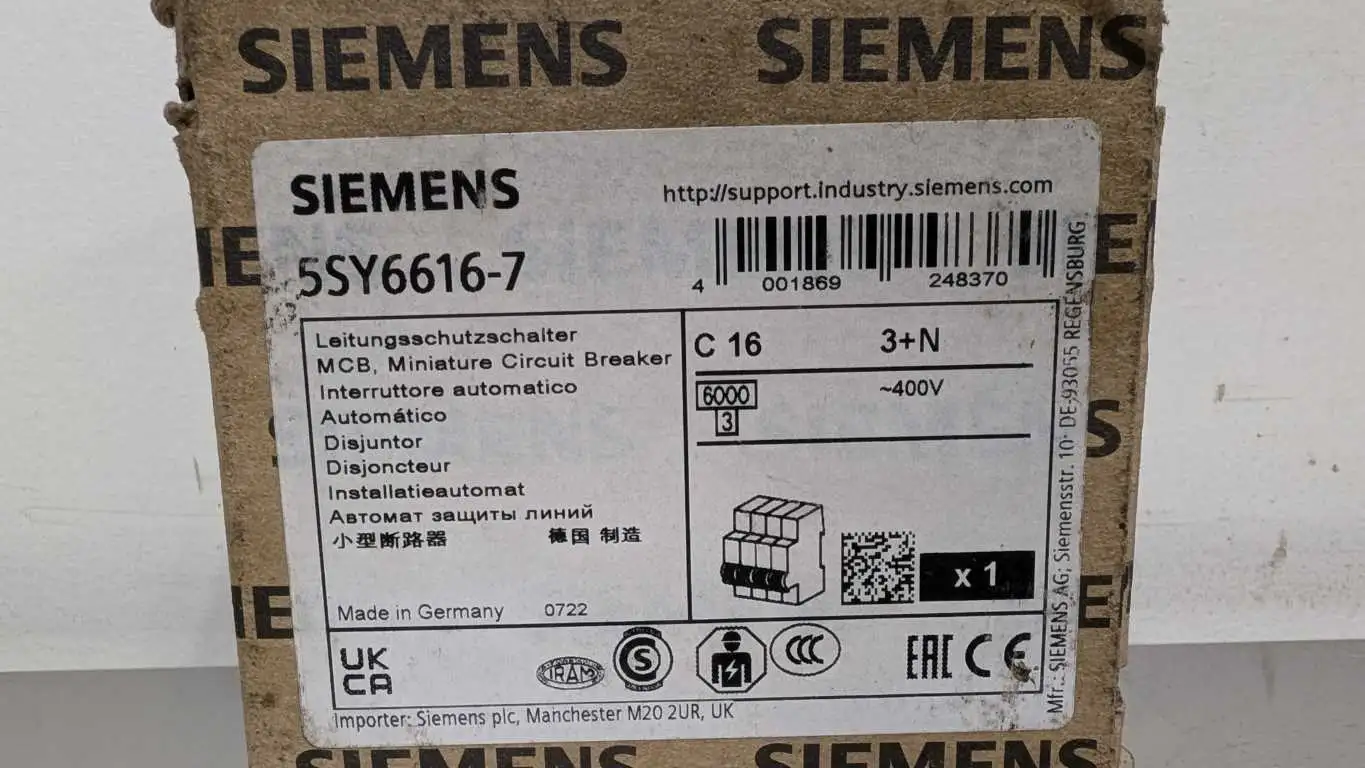 SIEMENS SIEMENS
SIEMENS
http://support.industry.siemens.com
5SY6616-7
4 001869 248370
Leitungsschutzschalter
MCB, Miniature Circuit Breaker
Interruttore automatico
Automático
Disjuntor
Disjoncteur
Installatieautomat
Автомат защиты линий
小型断路器 德国 制造
Made in Germany 0722
C 16 3+N
6000 ~400V
3
x 1
UK
CA
IRAM
S
CCC
EAC CE
Importer: Siemens plc, Manchester M20 2UR, UK
Mfr.: SIEMENS AG; Siemensstr. 10· DE-93055 REGENSBURG
SIEMENS SIEMENS